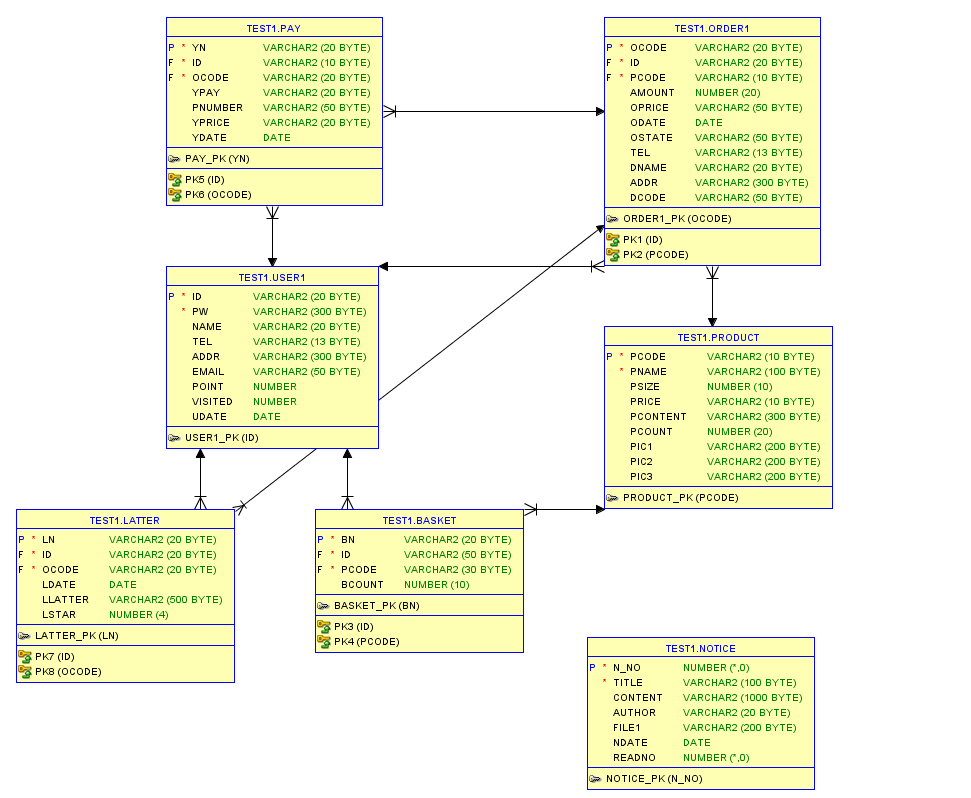 TEST1.PAY
P * YN VARCHAR2 (20 BYTE)
F * ID VARCHAR2 (10 BYTE)
F * OCODE VARCHAR2 (20 BYTE)
YPAY VARCHAR2 (20 BYTE)
PNUMBER VARCHAR2 (50 BYTE)
YPRICE VARCHAR2 (20 BYTE)
YDATE DATE
PAY_PK (YN)
PK5 (ID)
PK6 (OCODE)
TEST1.ORDER1
P * OCODE VARCHAR2 (20 BYTE)
F * ID VARCHAR2 (20 BYTE)
F * PCODE VARCHAR2 (10 BYTE)
AMOUNT NUMBER (20)
OPRICE VARCHAR2 (50 BYTE)
ODATE DATE
OSTATE VARCHAR2 (50 BYTE)
TEL VARCHAR2 (13 BYTE)
DNAME VARCHAR2 (20 BYTE)
ADDR VARCHAR2 (300 BYTE)
DCODE VARCHAR2 (50 BYTE)
ORDER1_PK (OCODE)
PK1 (ID)
PK2 (PCODE)
TEST1.USER1
P * ID VARCHAR2 (20 BYTE)
* PW VARCHAR2 (300 BYTE)
NAME VARCHAR2 (20 BYTE)
TEL VARCHAR2 (13 BYTE)
ADDR VARCHAR2 (300 BYTE)
EMAIL VARCHAR2 (50 BYTE)
POINT NUMBER
VISITED NUMBER
UDATE DATE
USER1_PK (ID)
TEST1.PRODUCT
P * PCODE VARCHAR2 (10 BYTE)
* PNAME VARCHAR2 (100 BYTE)
PSIZE NUMBER (10)
PRICE VARCHAR2 (10 BYTE)
PCONTENT VARCHAR2 (300 BYTE)
PCOUNT NUMBER (20)
PIC1 VARCHAR2 (200 BYTE)
PIC2 VARCHAR2 (200 BYTE)
PIC3 VARCHAR2 (200 BYTE)
PRODUCT_PK (PCODE)
TEST1.LATTER
P * LN VARCHAR2 (20 BYTE)
F * ID VARCHAR2 (20 BYTE)
F * OCODE VARCHAR2 (20 BYTE)
LDATE DATE
LLATTER VARCHAR2 (500 BYTE)
LSTAR NUMBER (4)
LATTER_PK (LN)
PK7 (ID)
PK8 (OCODE)
TEST1.BASKET
P * BN VARCHAR2 (20 BYTE)
F * ID VARCHAR2 (50 BYTE)
F * PCODE VARCHAR2 (30 BYTE)
BCOUNT NUMBER (10)
BASKET_PK (BN)
PK3 (ID)
PK4 (PCODE)
TEST1.NOTICE
P * N_NO NUMBER (*,0)
* TITLE VARCHAR2 (100 BYTE)
CONTENT VARCHAR2 (1000 BYTE)
AUTHOR VARCHAR2 (20 BYTE)
FILE1 VARCHAR2 (200 BYTE)
NDATE DATE
READNO NUMBER (*,0)
NOTICE_PK (N_NO)